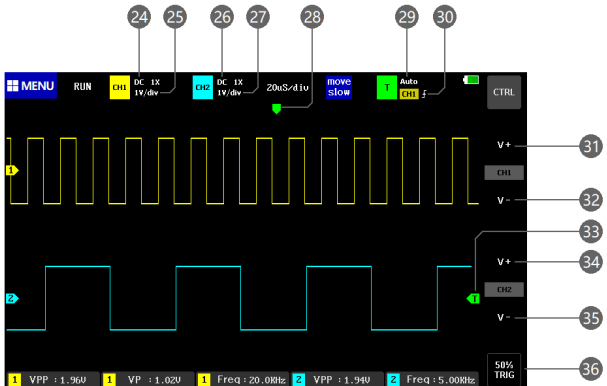 24 25 26 27 28 29 30
MENU RUN CH1 DC 1X 1V/div CH2 DC 1X 1V/div 20uS/div move slow T Auto CH1 CTRL
V+ 31
1 CH1
V- 32
33
V+ 34
2 T CH2
V- 35
50% TRIG 36
1 VPP :1.96V 1 VP :1.02V 1 Freq:20.0KHz 2 VPP :1.94V 2 Freq:5.00KHz